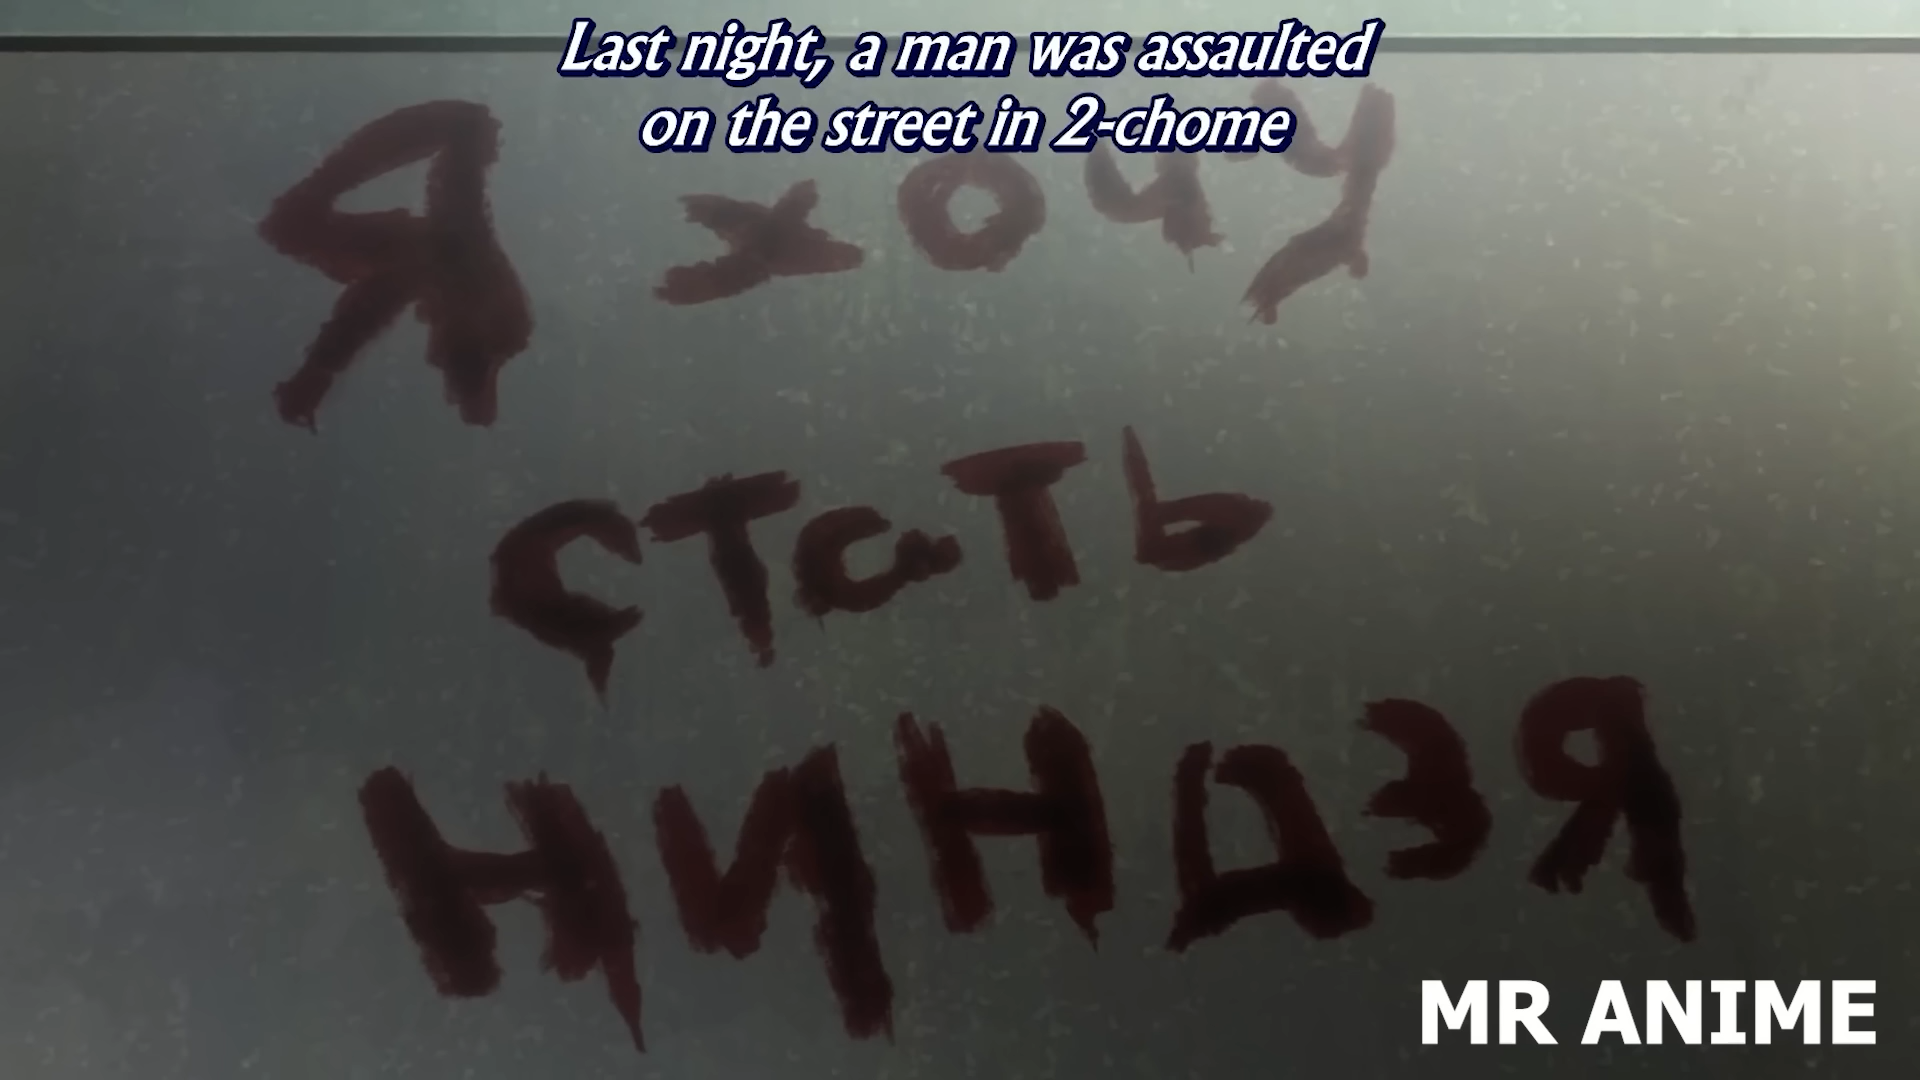 Last night, a man was assaulted
on the street in 2-chome
Я хочу
стать
ниндзя
MR ANIME